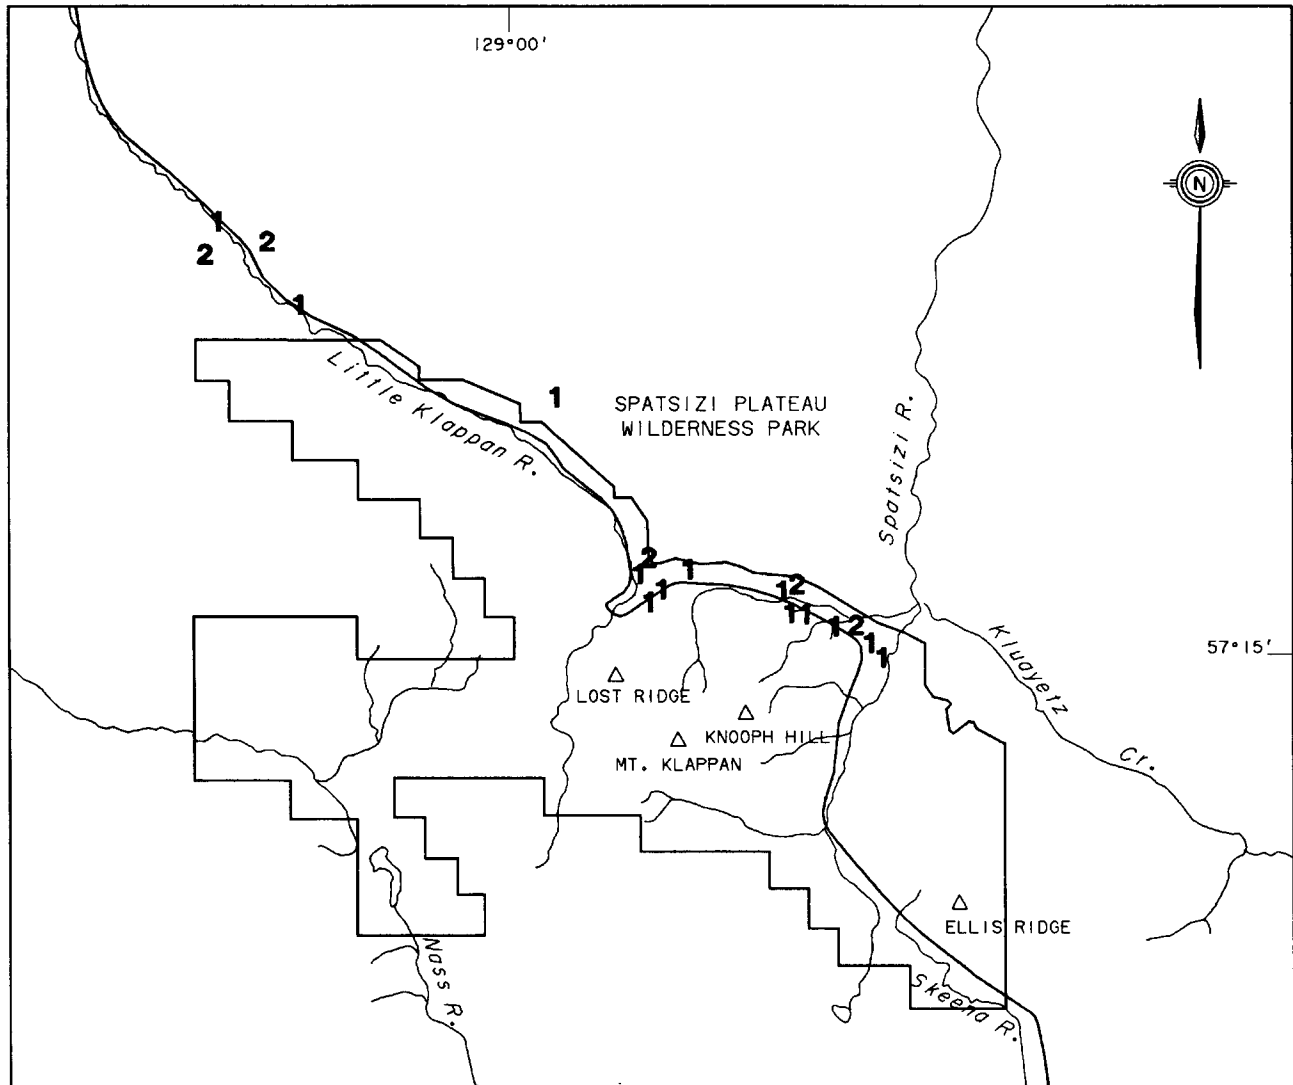 129°00'
N
1
2
2
1
Little Klappan R.
1
SPATSIZI PLATEAU
WILDERNESS PARK
Spatsizi R.
2
1
1
1
1
2
1
1 1
1
2
1
1
Kluayetz
Cr.
57°15'
LOST RIDGE
KNOOPH HILL
MT. KLAPPAN
ELLIS RIDGE
Nass R.
Skeena R.